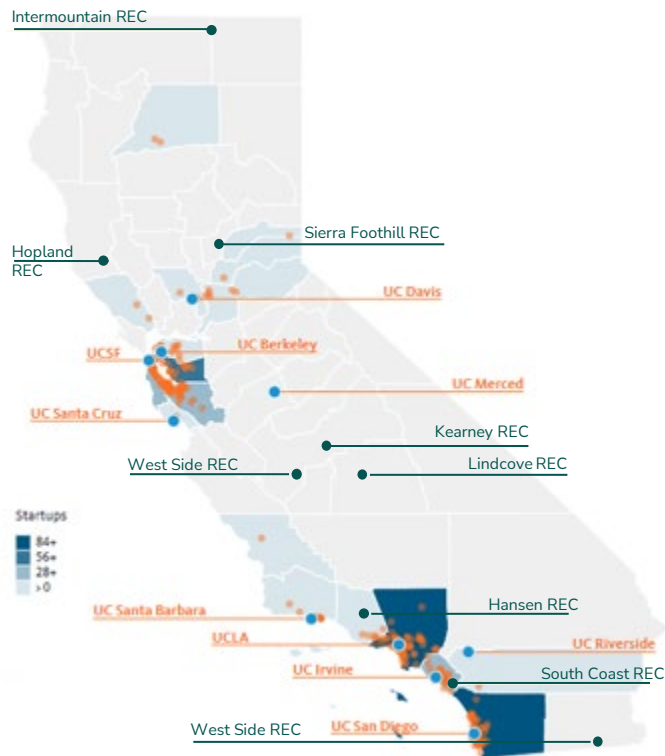 Intermountain REC
Sierra Foothill REC
Hopland
REC
UC Davis
UC Berkeley
UCSF
UC Merced
UC Santa Cruz
Kearney REC
West Side REC
Lindcove REC
Startups
84+
56+
28+
>0
Hansen REC
UC Santa Barbara
UCLA
UC Riverside
UC Irvine
South Coast REC
West Side REC
UC San Diego